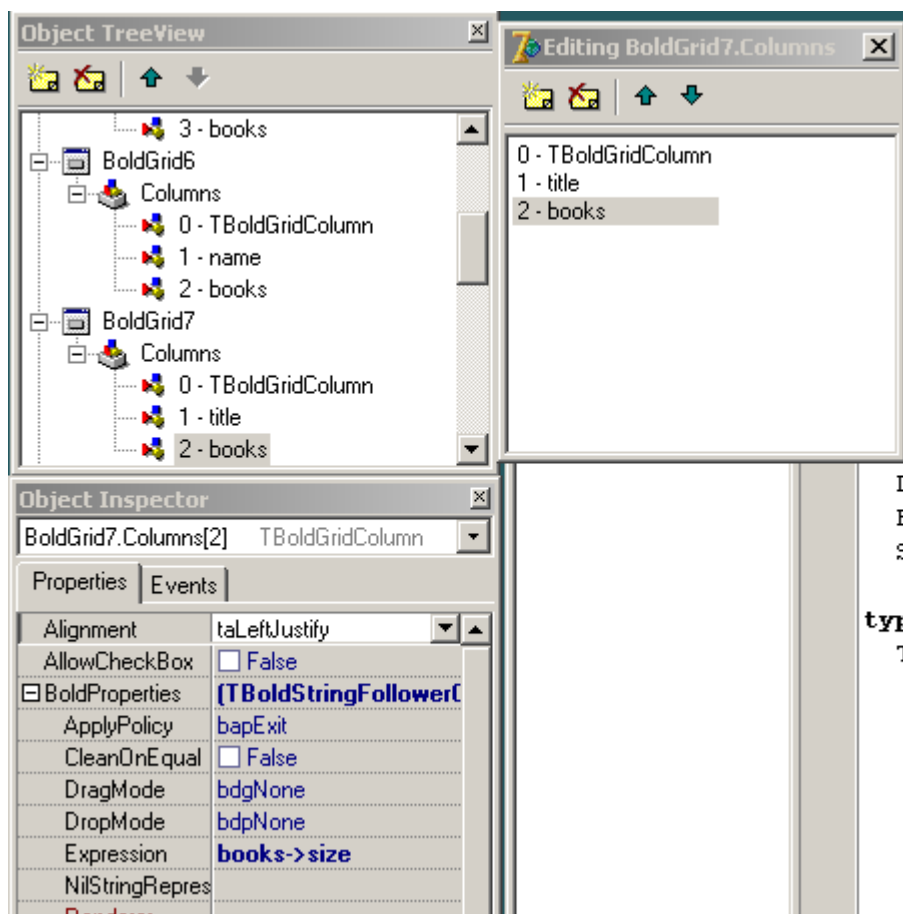 Object TreeView
3 - books
BoldGrid6
Columns
0 - TBoldGridColumn
1 - name
2 - books
BoldGrid7
Columns
0 - TBoldGridColumn
1 - title
2 - books
Editing BoldGrid7.Columns
0 - TBoldGridColumn
1 - title
2 - books
Object Inspector
BoldGrid7.Columns[2] TBoldGridColumn
Properties Events
Alignment taLeftJustify
AllowCheckBox False
BoldProperties (TBoldStringFollowerC
ApplyPolicy bapExit
CleanOnEqual False
DragMode bdgNone
DropMode bdpNone
Expression books->size
NilStringRepres
typ